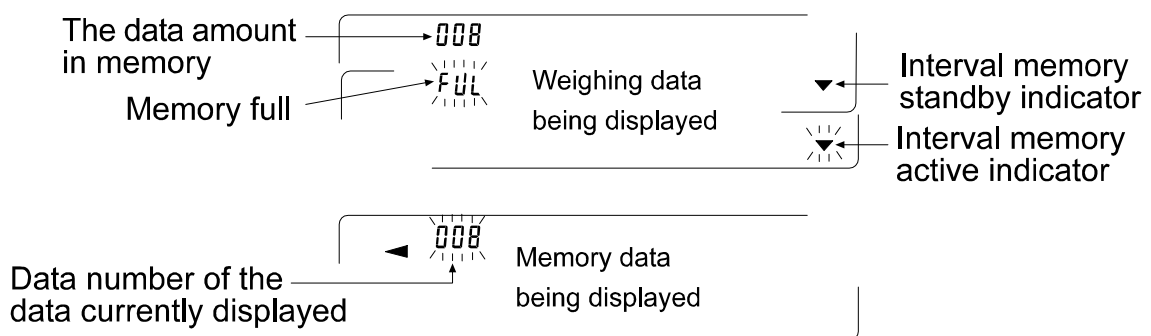 The data amount
in memory
008
FUL
Memory full
Weighing data
being displayed
Interval memory
standby indicator
Interval memory
active indicator
008
Memory data
being displayed
Data number of the
data currently displayed